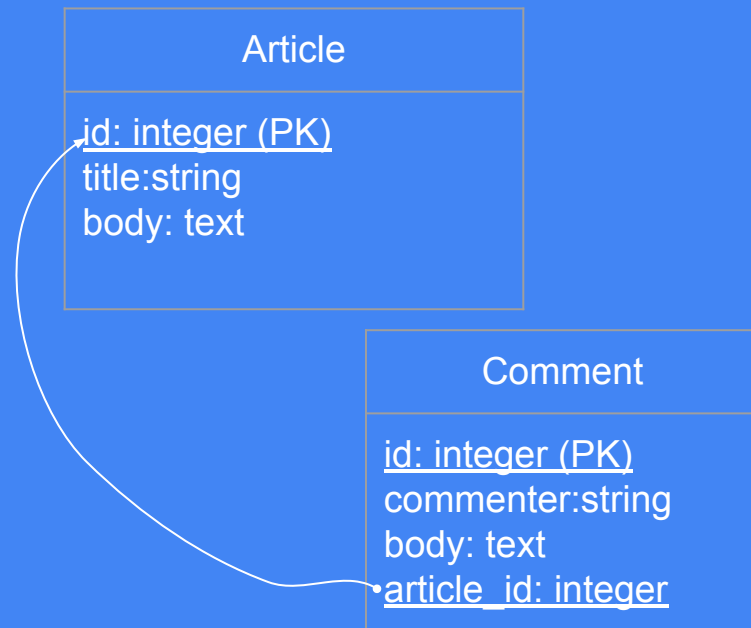 Article
id: integer (PK)
title:string
body: text
Comment
id: integer (PK)
commenter:string
body: text
article_id: integer